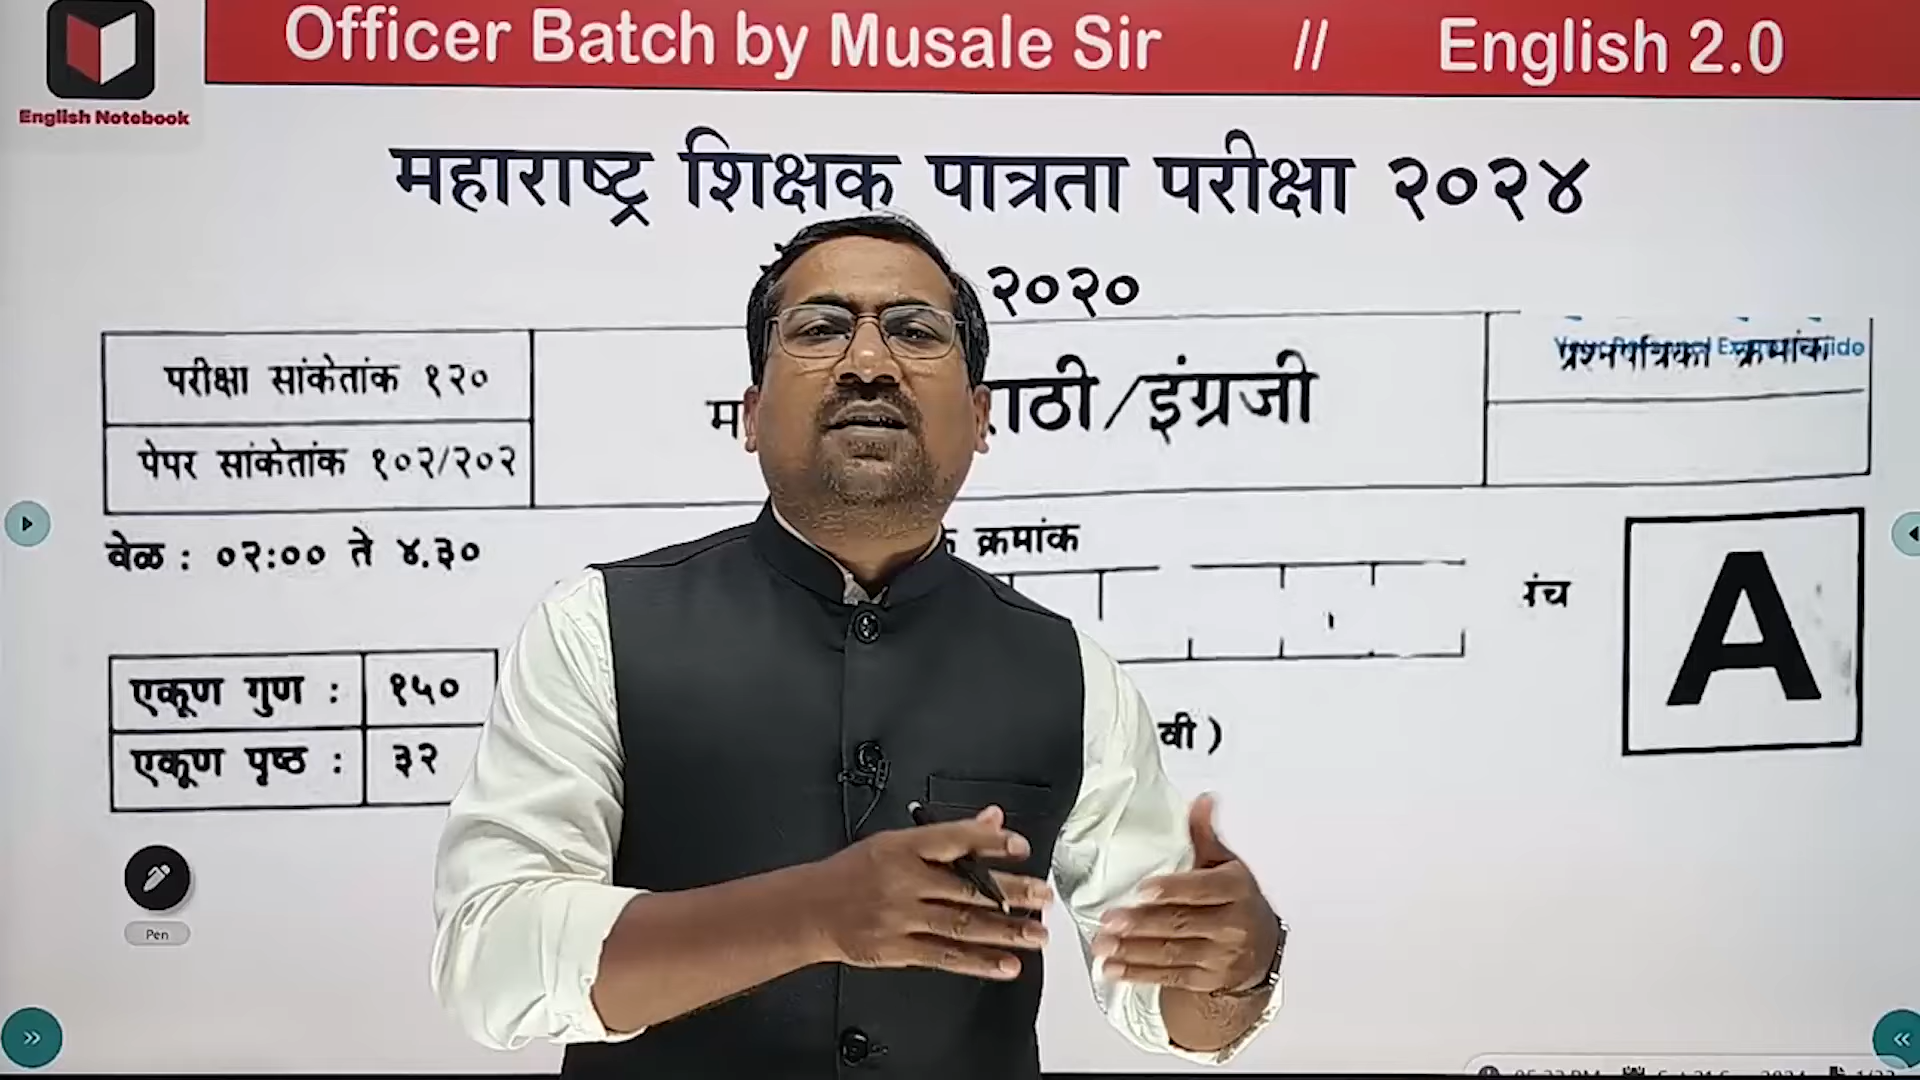 Officer Batch by Musale Sir // English 2.0
English Notebook
महाराष्ट्र शिक्षक पात्रता परीक्षा २०२४
२०२०
परीक्षा सांकेतांक १२०
पेपर सांकेतांक १०२/२०२
/इंग्रजी
प्रश्नपत्रिका क्रमांक
वेळ : ०२:०० ते ४.३०
क्रमांक
A
एकूण गुण : १५०
एकूण पृष्ठ : ३२
Pen